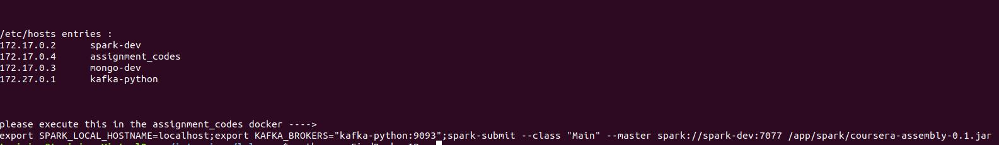 /etc/hosts entries :
172.17.0.2 spark-dev
172.17.0.4 assignment_codes
172.17.0.3 mongo-dev
172.27.0.1 kafka-python
please execute this in the assignment_codes docker ---->
export SPARK_LOCAL_HOSTNAME=localhost;export KAFKA_BROKERS="kafka-python:9093";spark-submit --class "Main" --master spark://spark-dev:7077 /app/spark/coursera-assembly-0.1.jar